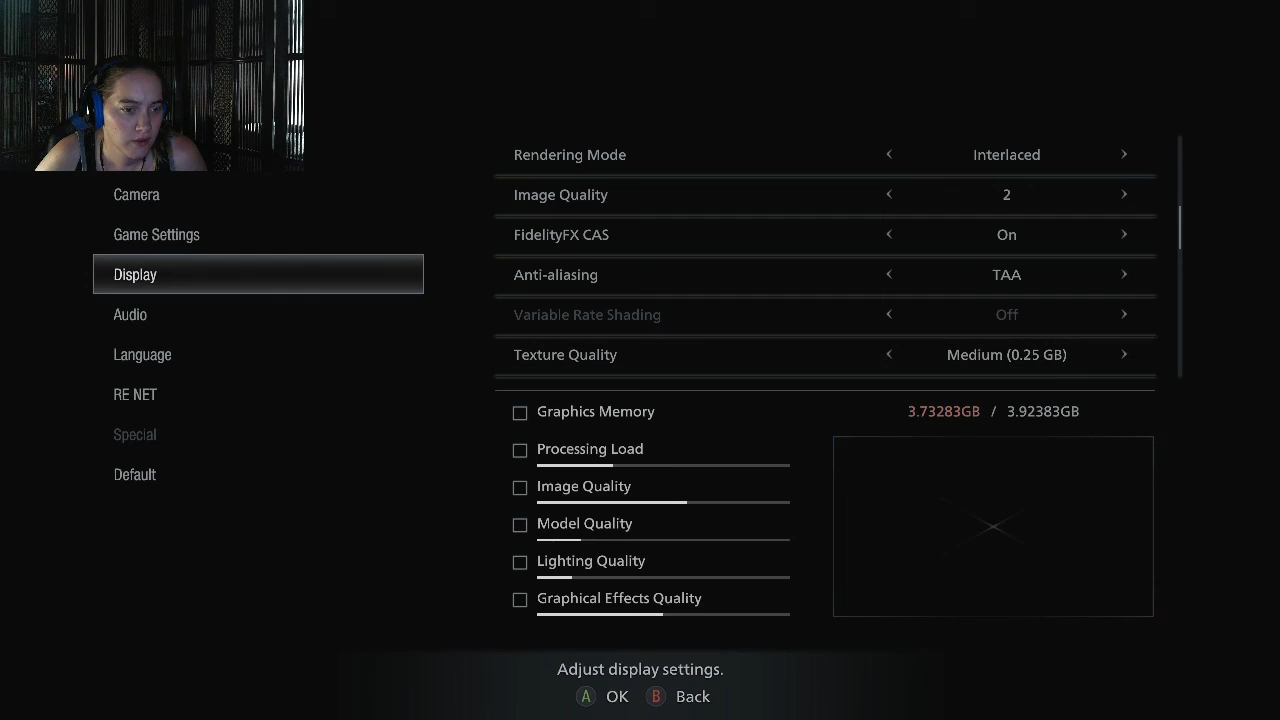 Rendering Mode Interlaced
Camera
Image Quality 2
Game Settings
FidelityFX CAS On
Display
Anti-aliasing TAA
Audio
Variable Rate Shading Off
Language
Texture Quality Medium (0.25 GB)
RE NET
Graphics Memory 3.73283GB / 3.92383GB
Special
Processing Load
Default
Image Quality
Model Quality
Lighting Quality
Graphical Effects Quality
Adjust display settings.
A OK B Back